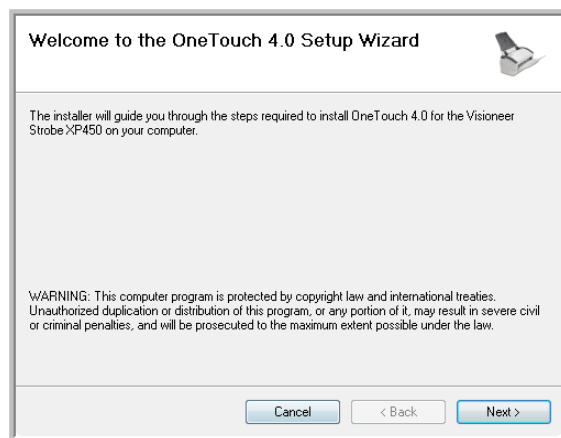 Welcome to the OneTouch 4.0 Setup Wizard
The installer will guide you through the steps required to install OneTouch 4.0 for the Visioneer
Strobe XP450 on your computer.
WARNING: This computer program is protected by copyright law and international treaties.
Unauthorized duplication or distribution of this program, or any portion of it, may result in severe civil
or criminal penalties, and will be prosecuted to the maximum extent possible under the law.
Cancel < Back Next >